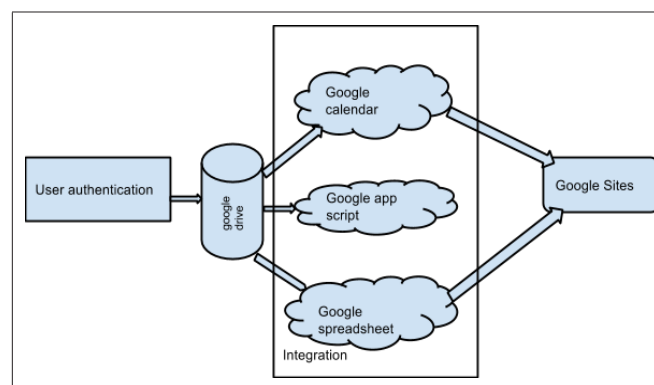 User authentication
google
drive
Google
calendar
Google app
script
Google
spreadsheet
Integration
Google Sites